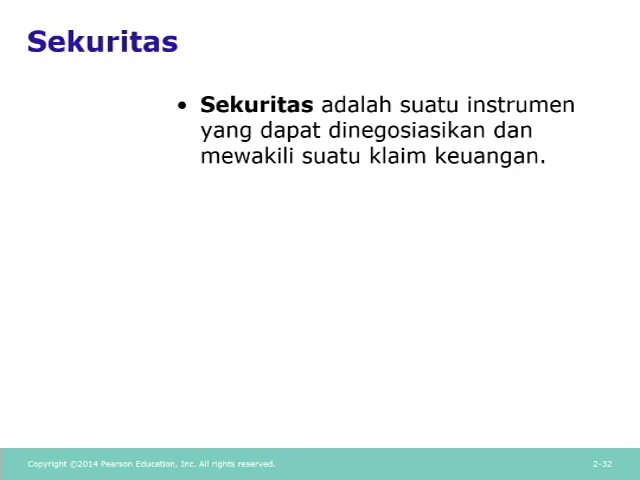 Sekuritas
• Sekuritas adalah suatu instrumen
yang dapat dinegosiasikan dan
mewakili suatu klaim keuangan.
Copyright ©2014 Pearson Education, Inc. All rights reserved.
2-32